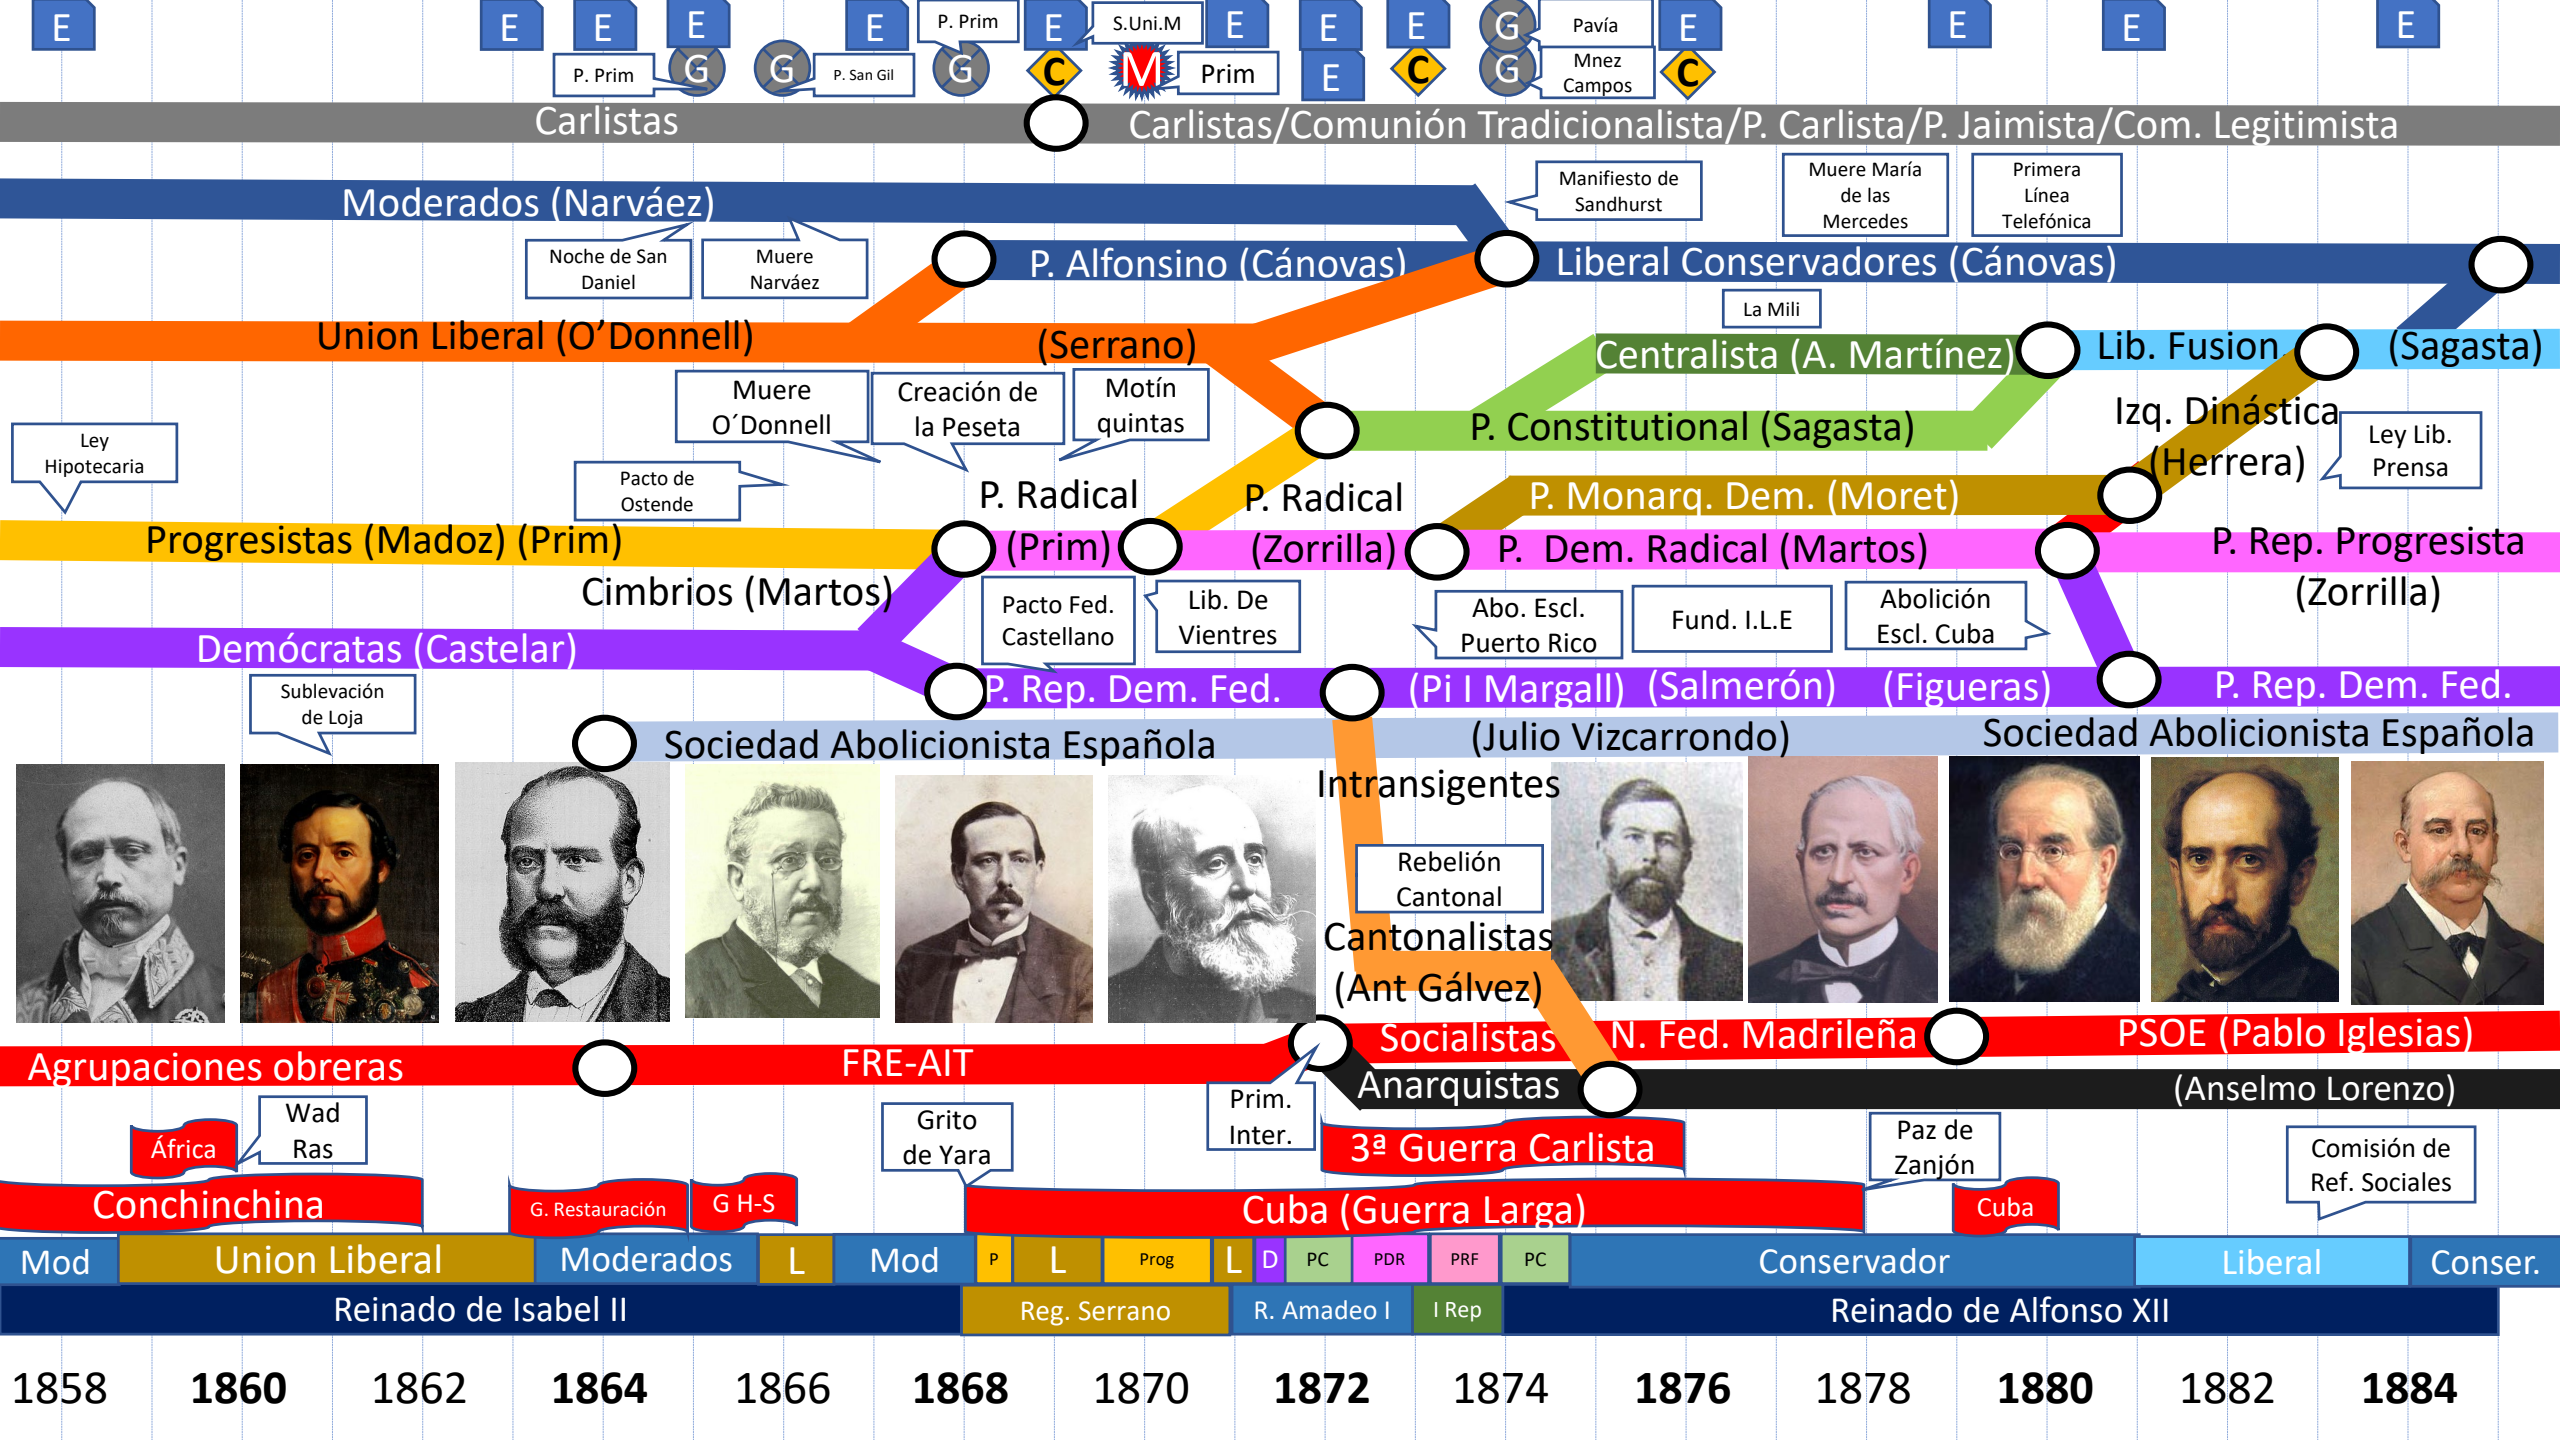 E
E
E
E
E
P. Prim
E
S.Uni.M
E
E
E
G
Pavía
E
E
E
E
P. Prim
G
G
P. San Gil
G
C
M
Prim
E
C
G
Mnez
Campos
C
Carlistas
Carlistas/Comunión Tradicionalista/P. Carlista/P. Jaimista/Com. Legitimista
Moderados (Narváez)
Manifiesto de
Sandhurst
Muere María
de las
Mercedes
Primera
Línea
Telefónica
Noche de San
Daniel
Muere
Narváez
P. Alfonsino (Cánovas)
Liberal Conservadores (Cánovas)
La Mili
Union Liberal (O’Donnell)
(Serrano)
Centralista (A. Martínez)
Lib. Fusion.
(Sagasta)
Muere
O´Donnell
Creación de
la Peseta
Motín
quintas
P. Constitutional (Sagasta)
Izq. Dinástica
(Herrera)
Ley Lib.
Prensa
Ley
Hipotecaria
Pacto de
Ostende
P. Radical
(Prim)
P. Radical
(Zorrilla)
P. Monarq. Dem. (Moret)
Progresistas (Madoz) (Prim)
P.  Dem. Radical (Martos)
P. Rep. Progresista
(Zorrilla)
Cimbrios (Martos)
Pacto Fed.
Castellano
Lib. De
Vientres
Abo. Escl.
Puerto Rico
Fund. I.L.E
Abolición
Escl. Cuba
Demócratas (Castelar)
P. Rep. Dem. Fed.
(Pi I Margall)
(Salmerón)
(Figueras)
P. Rep. Dem. Fed.
Sublevación
de Loja
Sociedad Abolicionista Española
(Julio Vizcarrondo)
Sociedad Abolicionista Española
Intransigentes
Rebelión
Cantonal
Cantonalistas
(Ant Gálvez)
Agrupaciones obreras
FRE-AIT
Socialistas
N. Fed. Madrileña
PSOE (Pablo Iglesias)
Anarquistas
(Anselmo Lorenzo)
Prim.
Inter.
África
Wad
Ras
Grito
de Yara
3ª Guerra Carlista
Paz de
Zanjón
Comisión de
Ref. Sociales
Conchinchina
G. Restauración
G H-S
Cuba (Guerra Larga)
Cuba
Mod
Union Liberal
Moderados
L
Mod
P
L
Prog
L
D
PC
PDR
PRF
PC
Conservador
Liberal
Conser.
Reinado de Isabel II
Reg. Serrano
R. Amadeo I
I Rep
Reinado de Alfonso XII
1858
1860
1862
1864
1866
1868
1870
1872
1874
1876
1878
1880
1882
1884